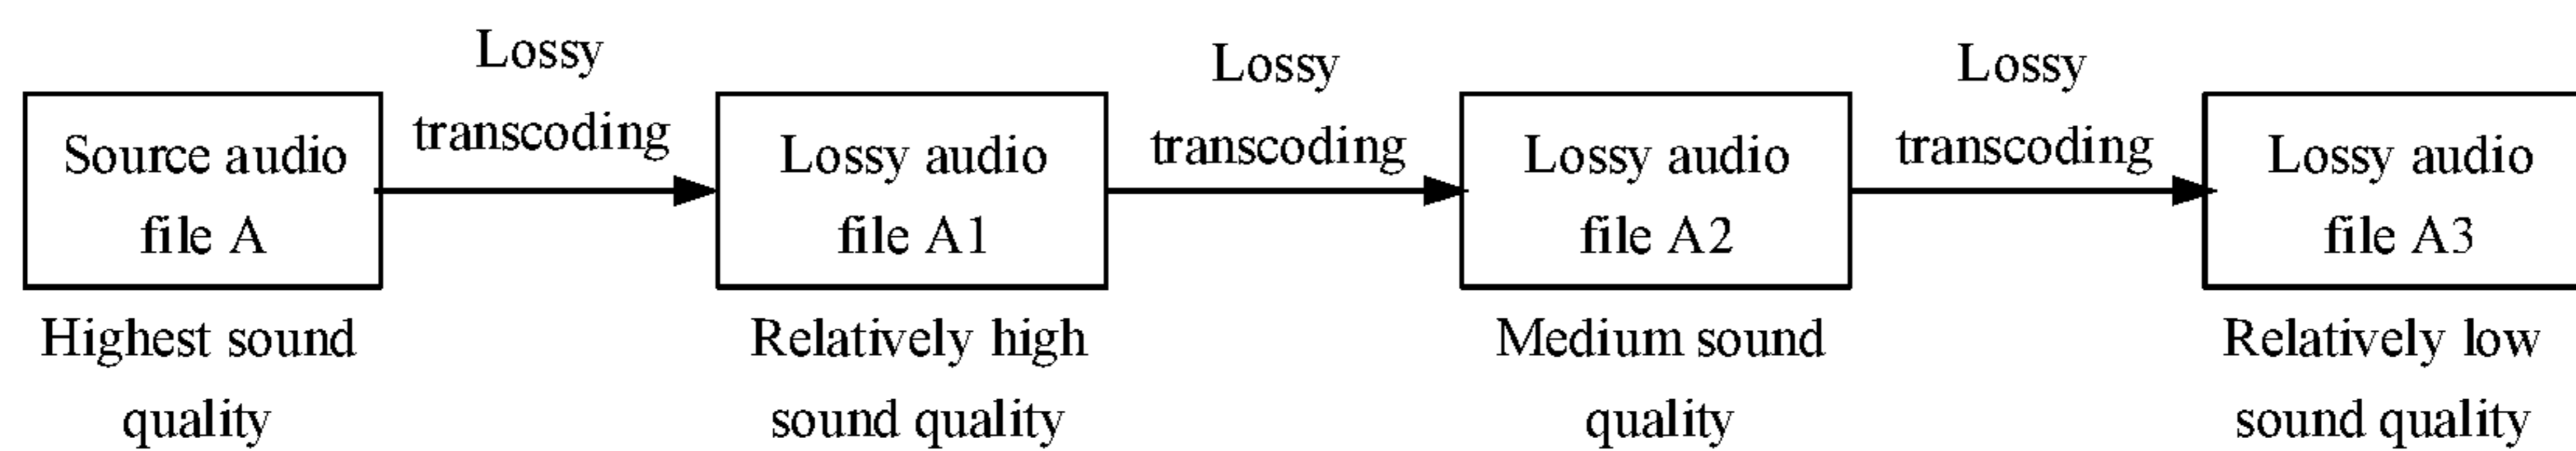 Lossy
transcoding
Lossy
transcoding
Lossy
transcoding
Source audio
file A
Lossy audio
file A1
Lossy audio
file A2
Lossy audio
file A3
Highest sound
quality
Relatively high
sound quality
Medium sound
quality
Relatively low
sound quality